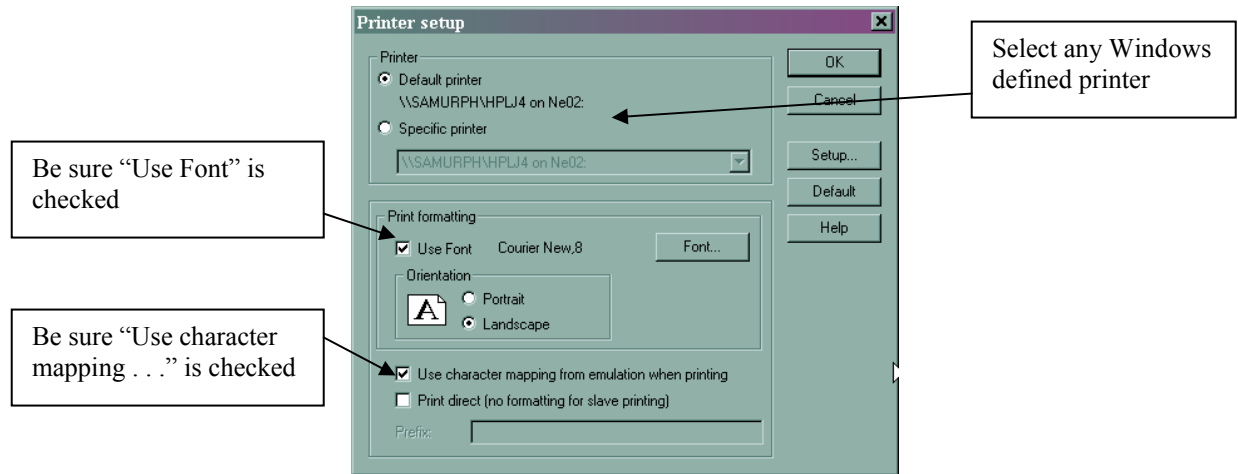 Printer setup
Printer
Default printer
\\SAMURPH\HPLJ4 on Ne02:
Specific printer
\\SAMURPH\HPLJ4 on Ne02:
OK
Cancel
Setup...
Default
Help
Print formatting
Use Font Courier New,8 Font...
Orientation
A
Portrait
Landscape
Use character mapping from emulation when printing
Print direct (no formatting for slave printing)
Prefix:
Select any Windows
defined printer
Be sure “Use Font” is
checked
Be sure “Use character
mapping . . .” is checked